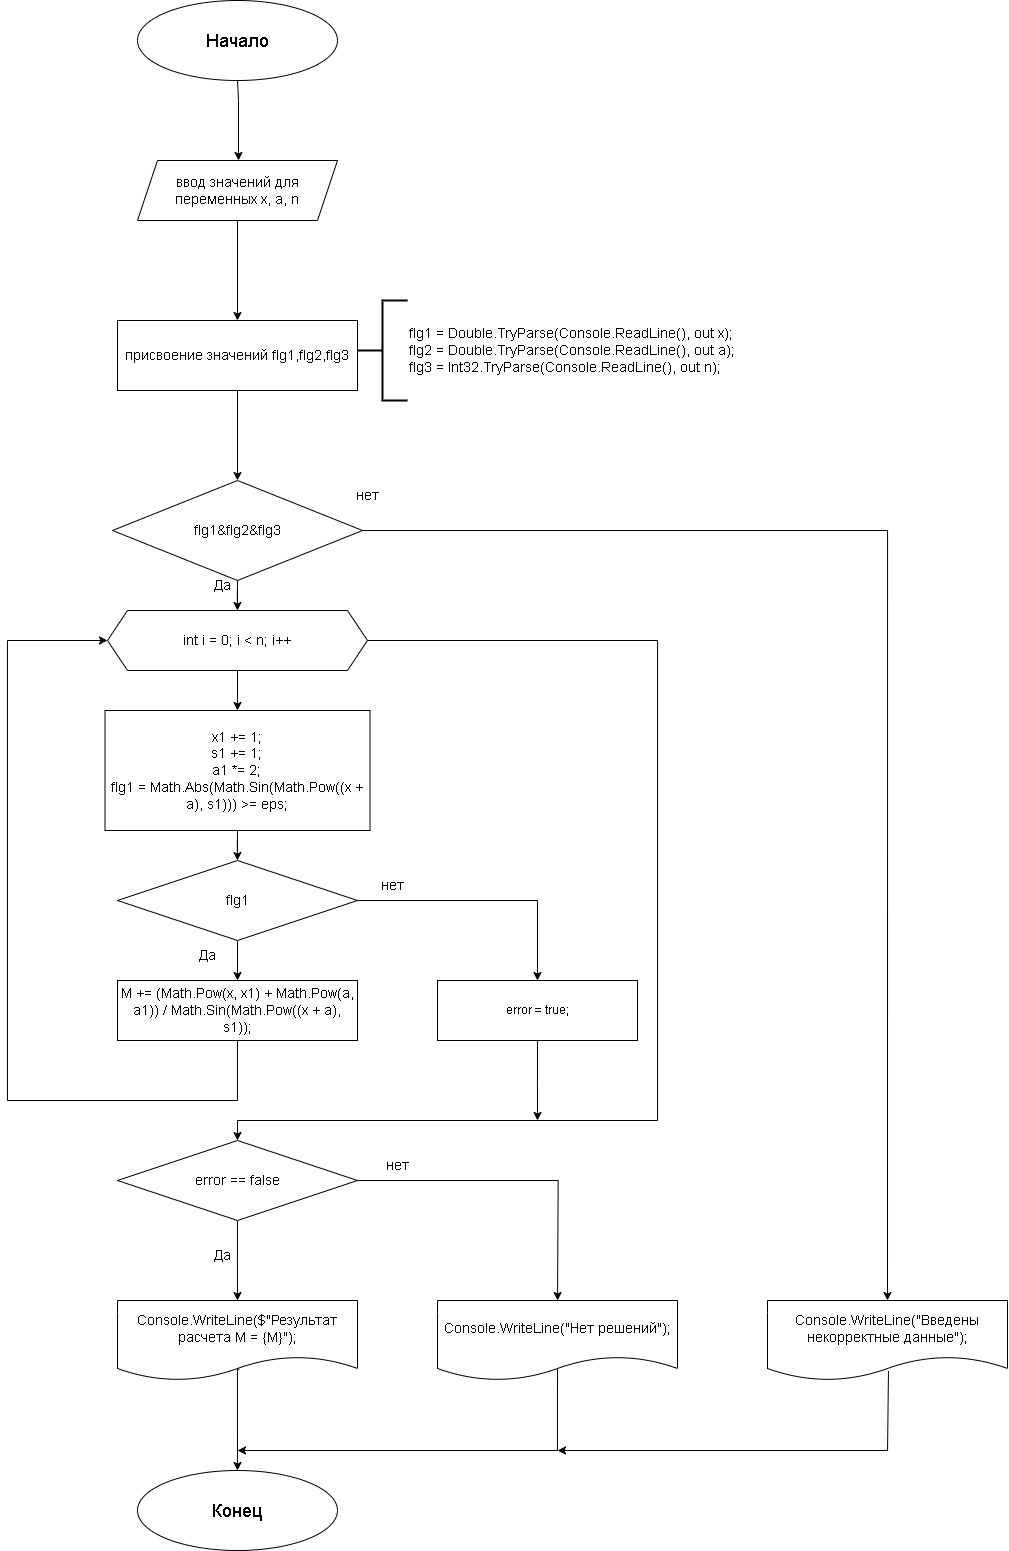 Начало
ввод значений для
переменных x, a, n
присвоение значений flg1,flg2,flg3
flg1 = Double.TryParse(Console.ReadLine(), out x);
flg2 = Double.TryParse(Console.ReadLine(), out a);
flg3 = Int32.TryParse(Console.ReadLine(), out n);
нет
flg1&flg2&flg3
Да
int i = 0; i < n; i++
x1 += 1;
s1 += 1;
a1 *= 2;
flg1 = Math.Abs(Math.Sin(Math.Pow((x +
a), s1))) >= eps;
нет
flg1
Да
M += (Math.Pow(x, x1) + Math.Pow(a,
a1)) / Math.Sin(Math.Pow((x + a),
s1));
error = true;
нет
error == false
Да
Console.WriteLine($"Результат
расчета M = {M}");
Console.WriteLine("Нет решений");
Console.WriteLine("Введены
некорректные данные");
Конец